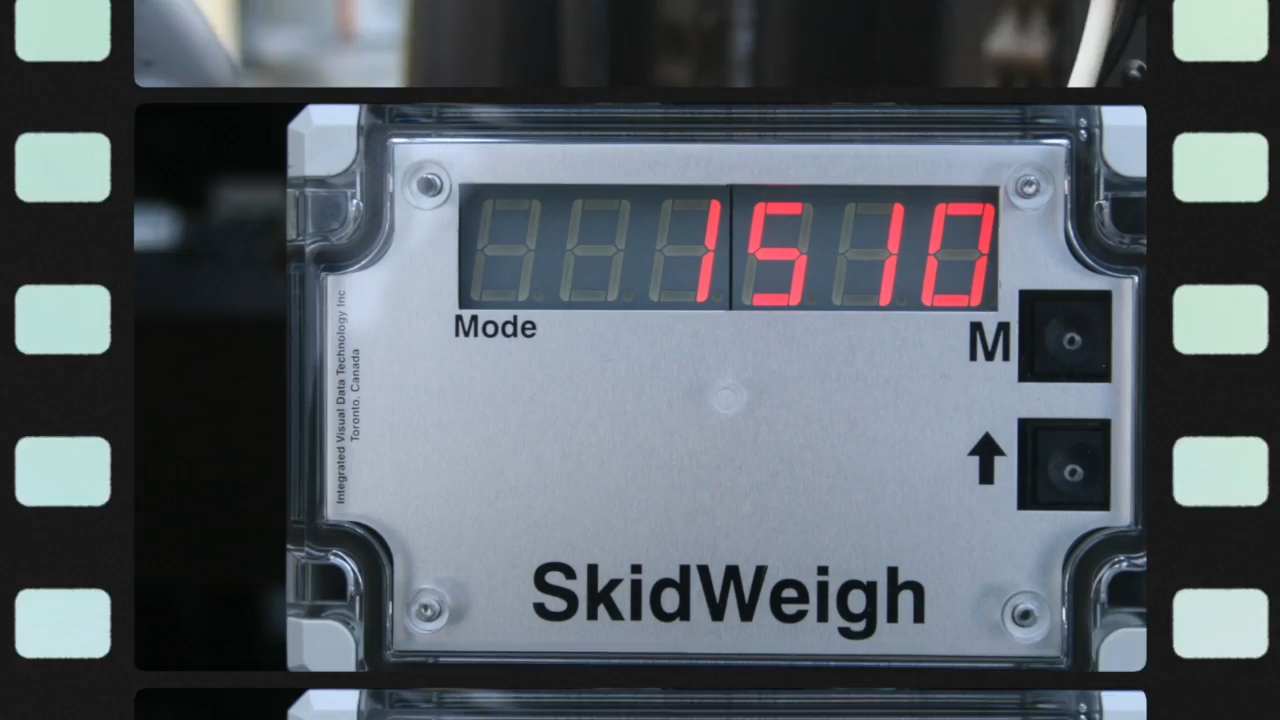 1510
Mode
M
Integrated Visual Data Technology Inc
Toronto, Canada
SkidWeigh